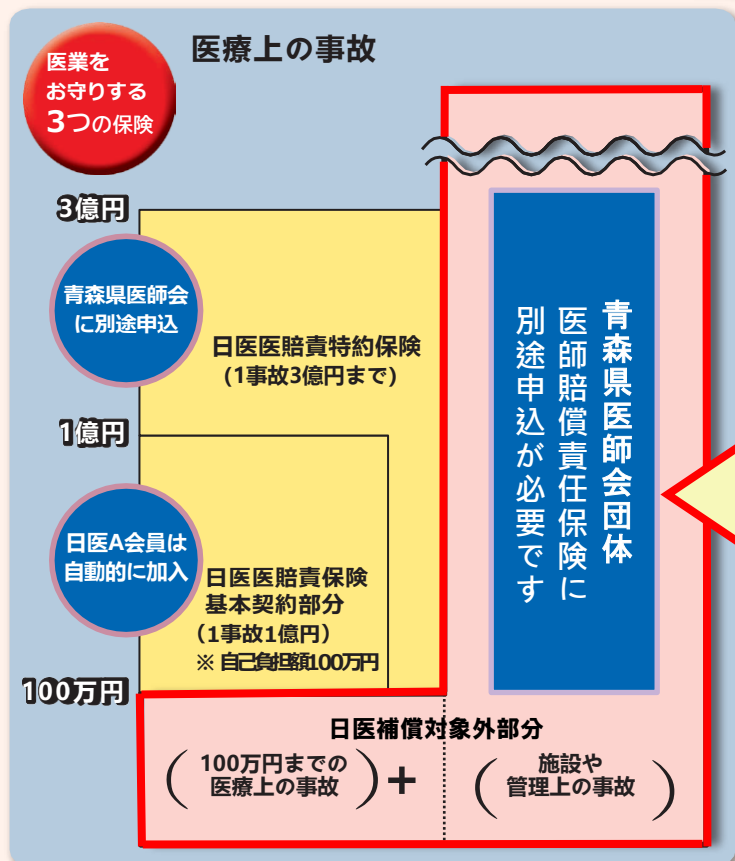 医業を
お守りする
3つの保険
医療上の事故
3億円
青森県医師会
に別途申込
日医医賠責特約保険
(1事故3億円まで)
1億円
日医A会員は
自動的に加入
日医医賠責保険
基本契約部分
（1事故1億円）
※ 自己負担額100万円
100万円
青森県医師会団体
医師賠償責任保険に
別途申込が必要です
日医補償対象外部分
(100万円までの
医療上の事故)
+
(施設や
管理上の事故)